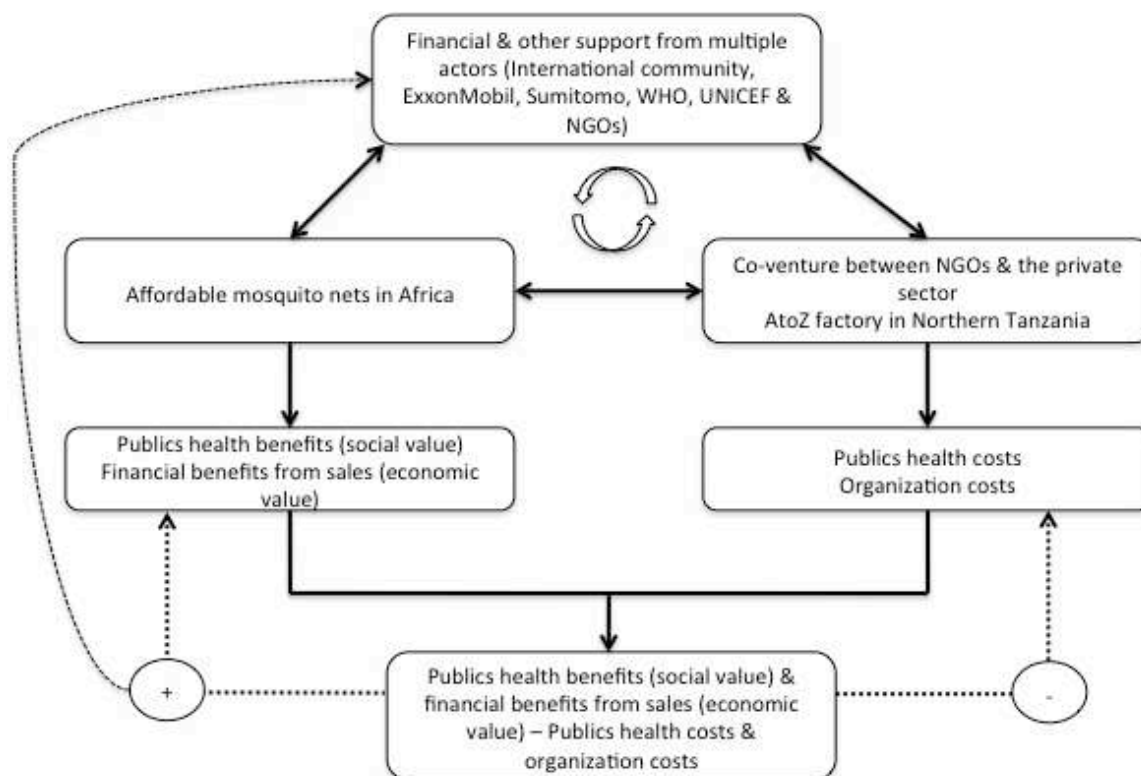 Financial & other support from multiple
actors (International community,
ExxonMobil, Sumitomo, WHO, UNICEF &
NGOs)
Affordable mosquito nets in Africa
Co-venture between NGOs & the private
sector
AtoZ factory in Northern Tanzania
Publics health benefits (social value)
Financial benefits from sales (economic
value)
Publics health costs
Organization costs
+
Publics health benefits (social value) &
financial benefits from sales (economic
value) – Publics health costs &
organization costs
-